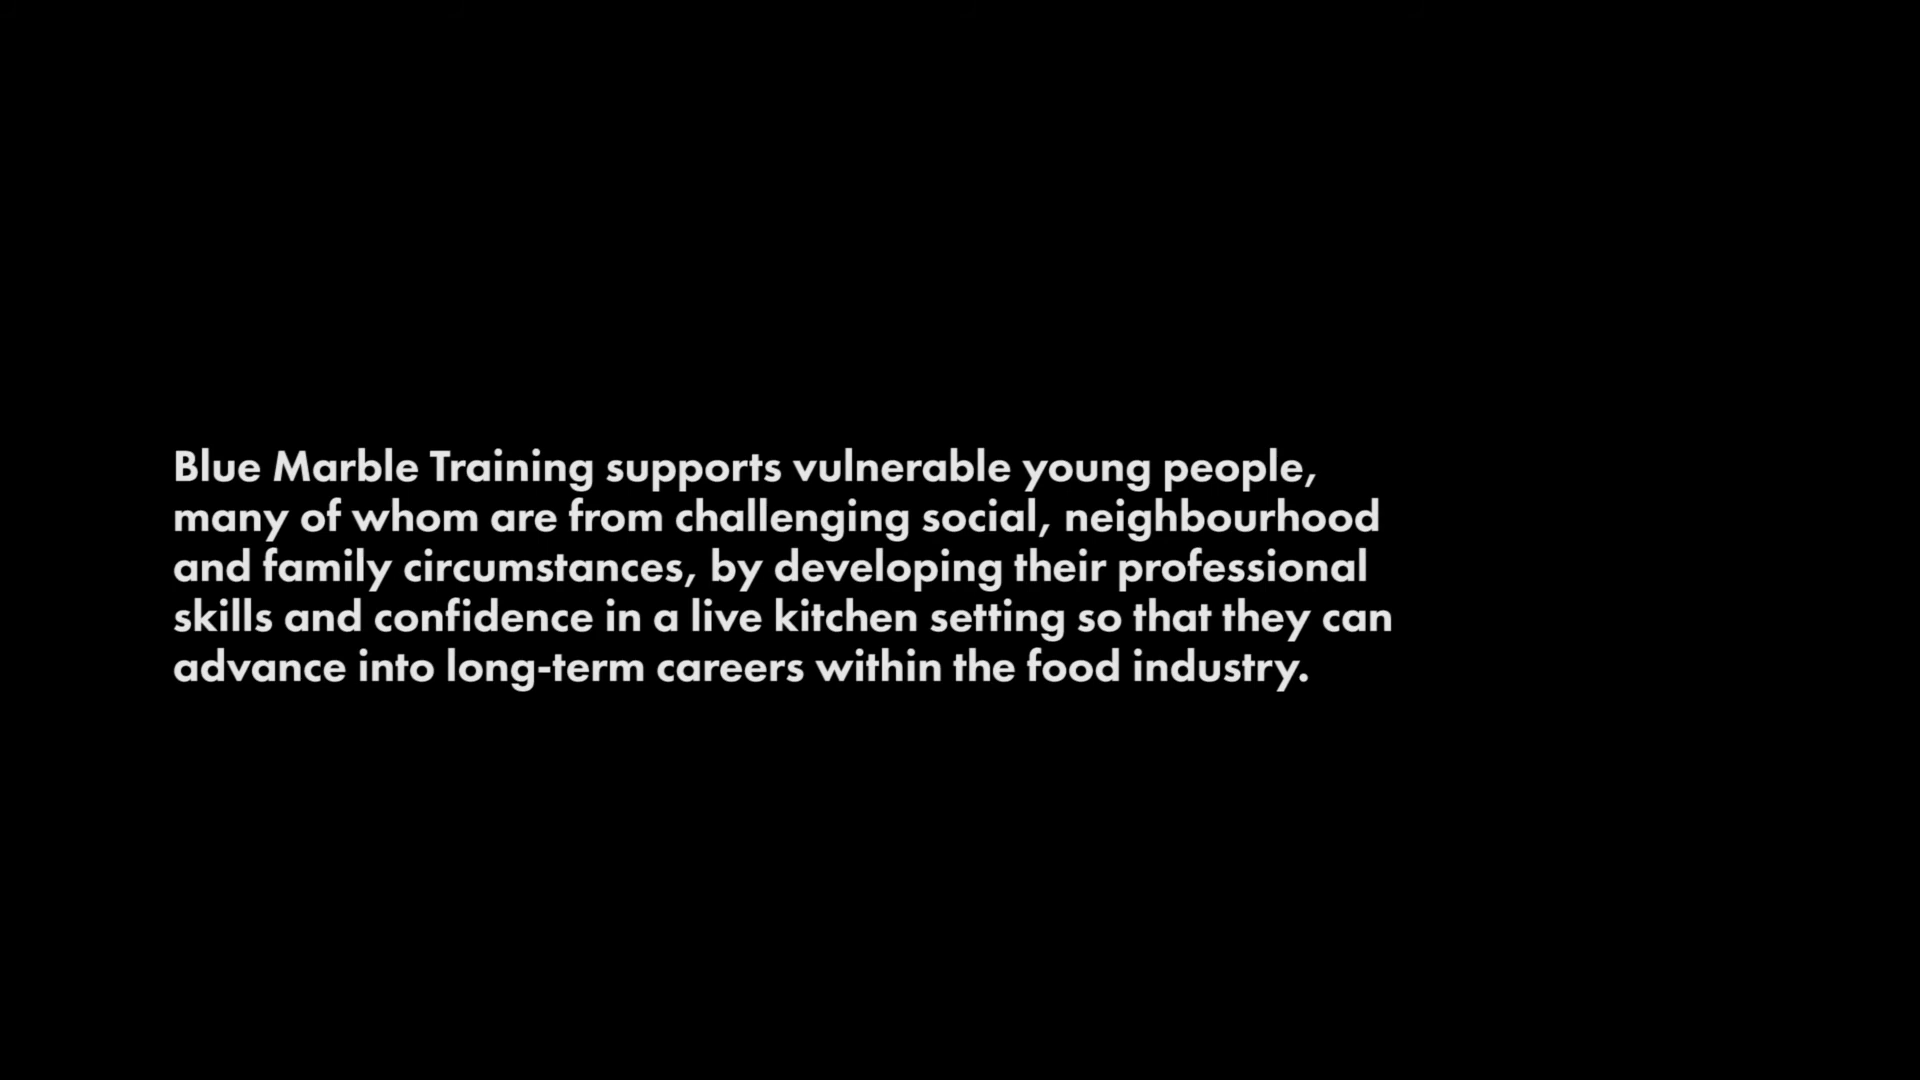 Blue Marble Training supports vulnerable young people,
many of whom are from challenging social, neighbourhood
and family circumstances, by developing their professional
skills and confidence in a live kitchen setting so that they can
advance into long-term careers within the food industry.